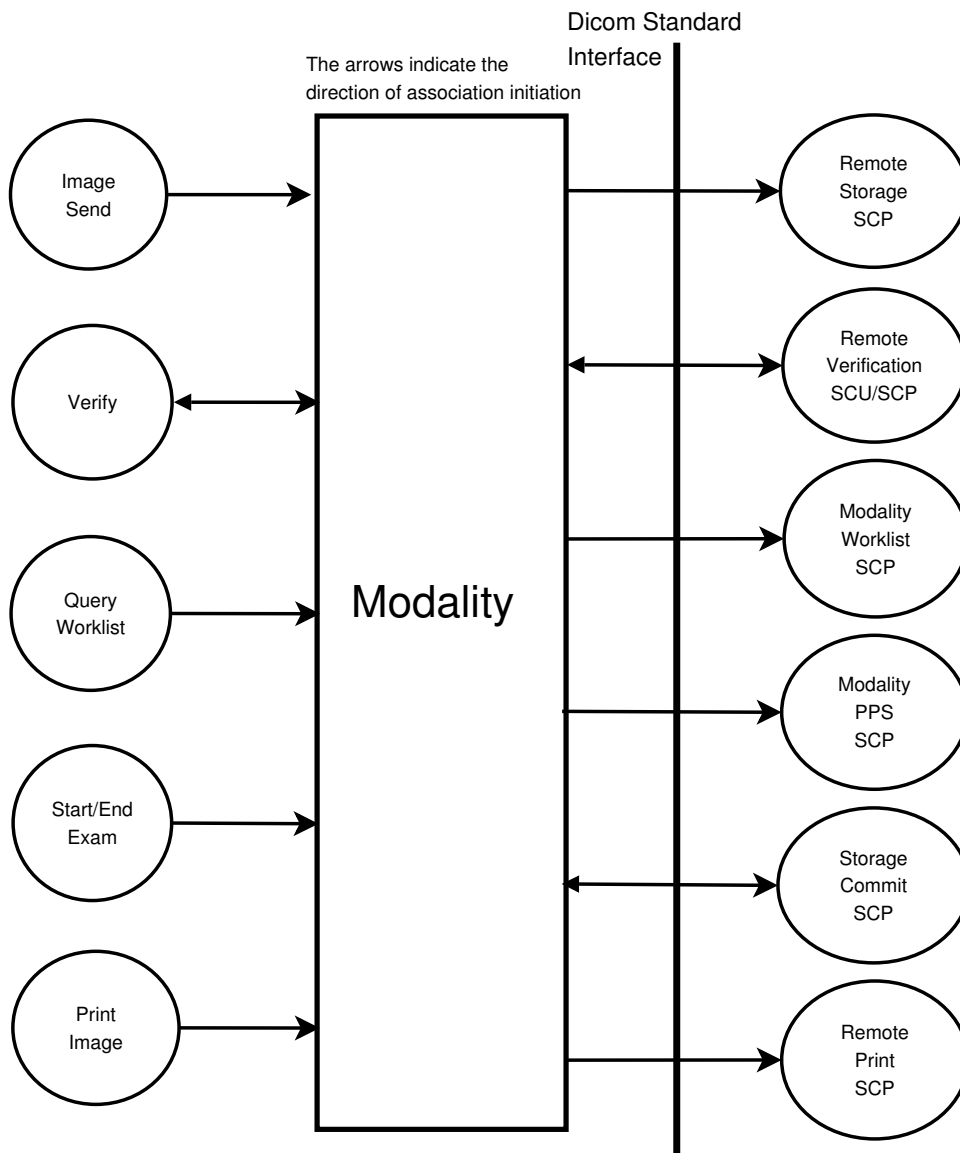 Dicom Standard
Interface
The arrows indicate the
direction of association initiation
Image
Send
Verify
Query
Worklist
Start/End
Exam
Print
Image
Modality
Remote
Storage
SCP
Remote
Verification
SCU/SCP
Modality
Worklist
SCP
Modality
PPS
SCP
Storage
Commit
SCP
Remote
Print
SCP